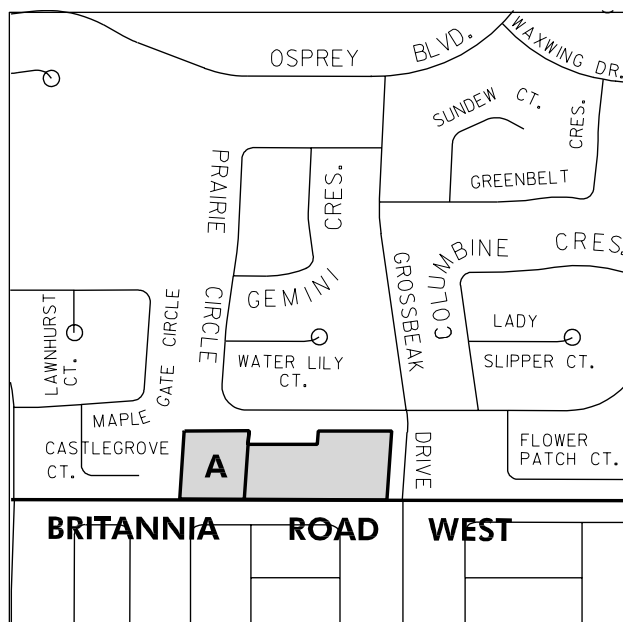 OSPREY BLVD.
WAXWING DR.
SUNDEW CT.
CRES.
GREENBELT
PRAIRIE
CIRCLE
CRES.
GEMINI
GROSSBEAK
COLUMBINE CRES.
LAWNHURST
CT.
GATE CIRCLE
MAPLE
WATER LILY
CT.
LADY
SLIPPER CT.
CASTLEGROVE
CT.
A
DRIVE
FLOWER
PATCH CT.
BRITANNIA ROAD WEST